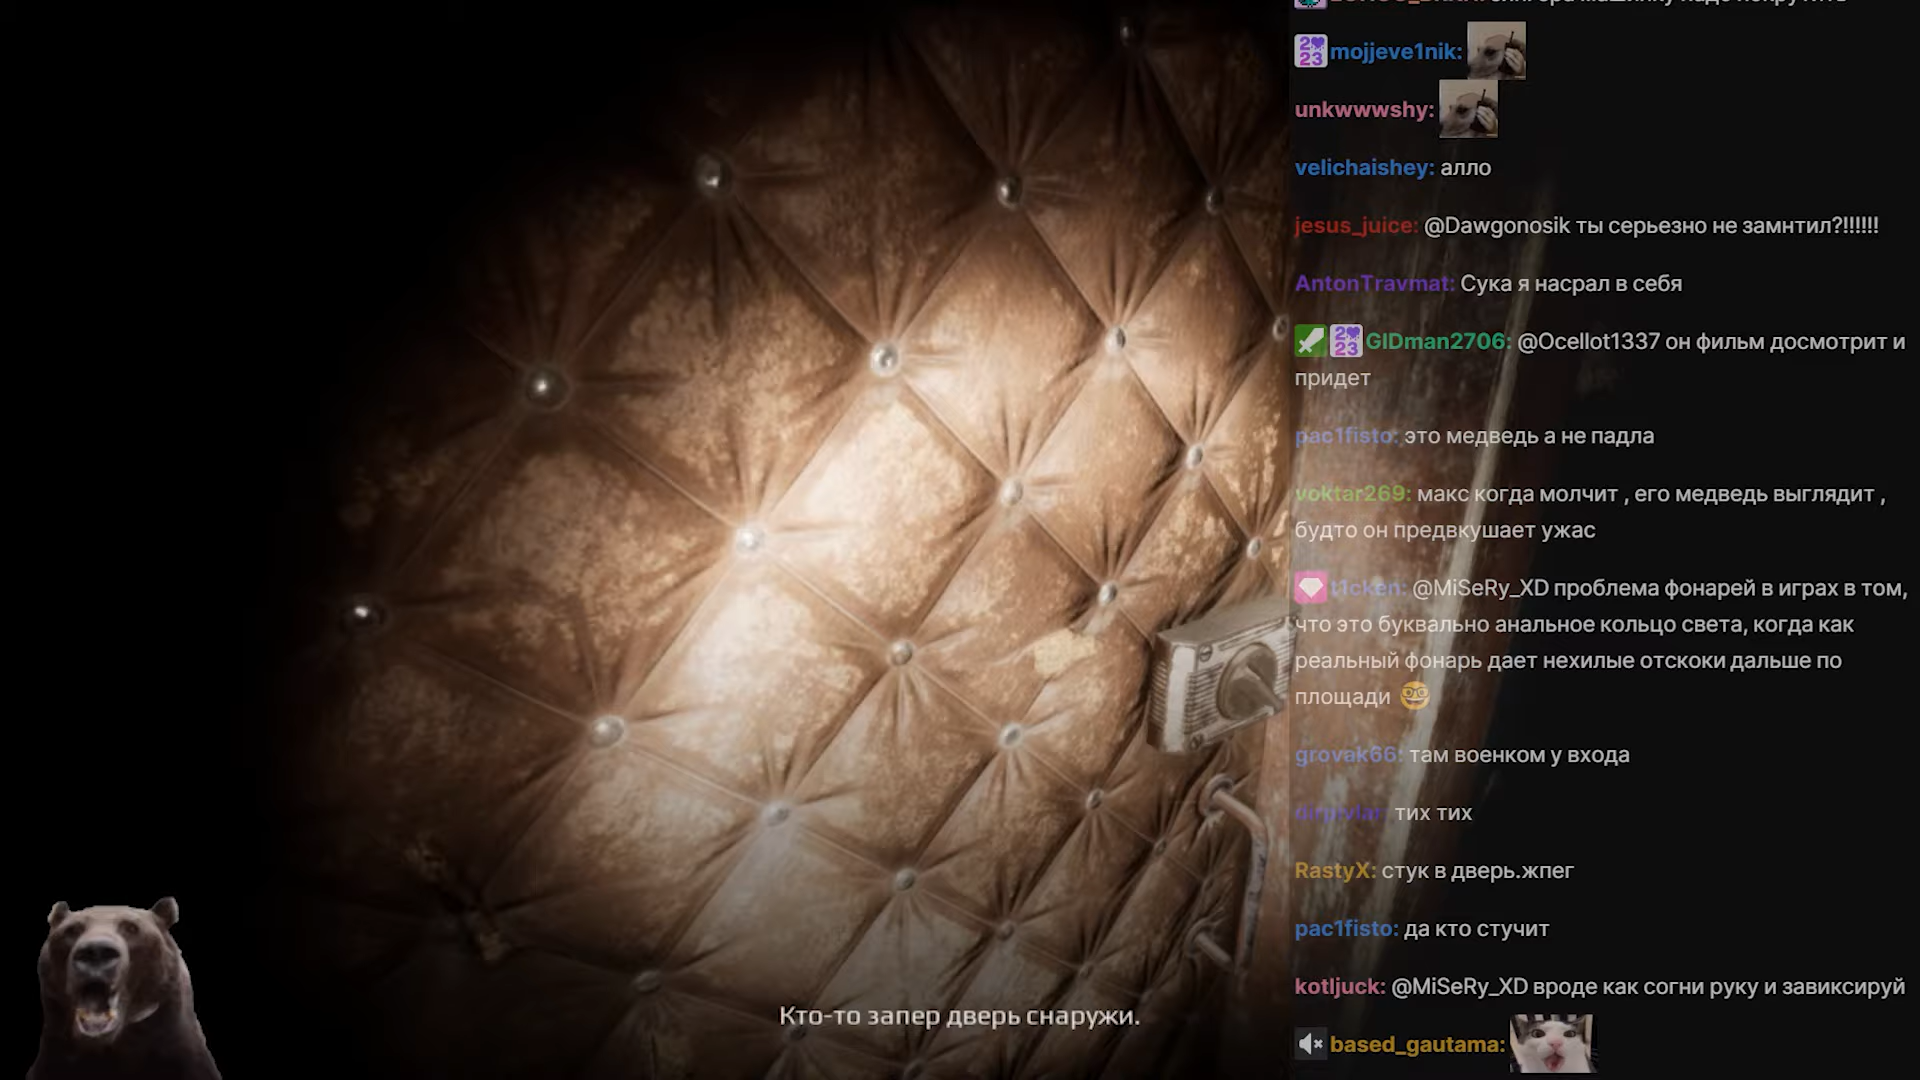 mojjeve1nik:
unkwwwshy:
velichaishey: алло
jesus_juice: @Dawgonosik ты серьезно не замнтил?!!!!!!
AntonTravmat: Сука я насрал в себя
GIDman2706: @Ocellot1337 он фильм досмотрит и
придет
pac1fisto: это медведь а не падла
voktar269: макс когда молчит , его медведь выглядит ,
будто он предвкушает ужас
t1cken: @MiSeRy_XD проблема фонарей в играх в том,
что это буквально анальное кольцо света, когда как
реальный фонарь дает нехилые отскоки дальше по
площади
grovak66: там военком у входа
тих тих
RastyX: стук в дверь.жпег
pac1fisto: да кто стучит
kotljuck: @MiSeRy_XD вроде как согни руку и завиксируй
based_gautama:
Кто-то запер дверь снаружи.